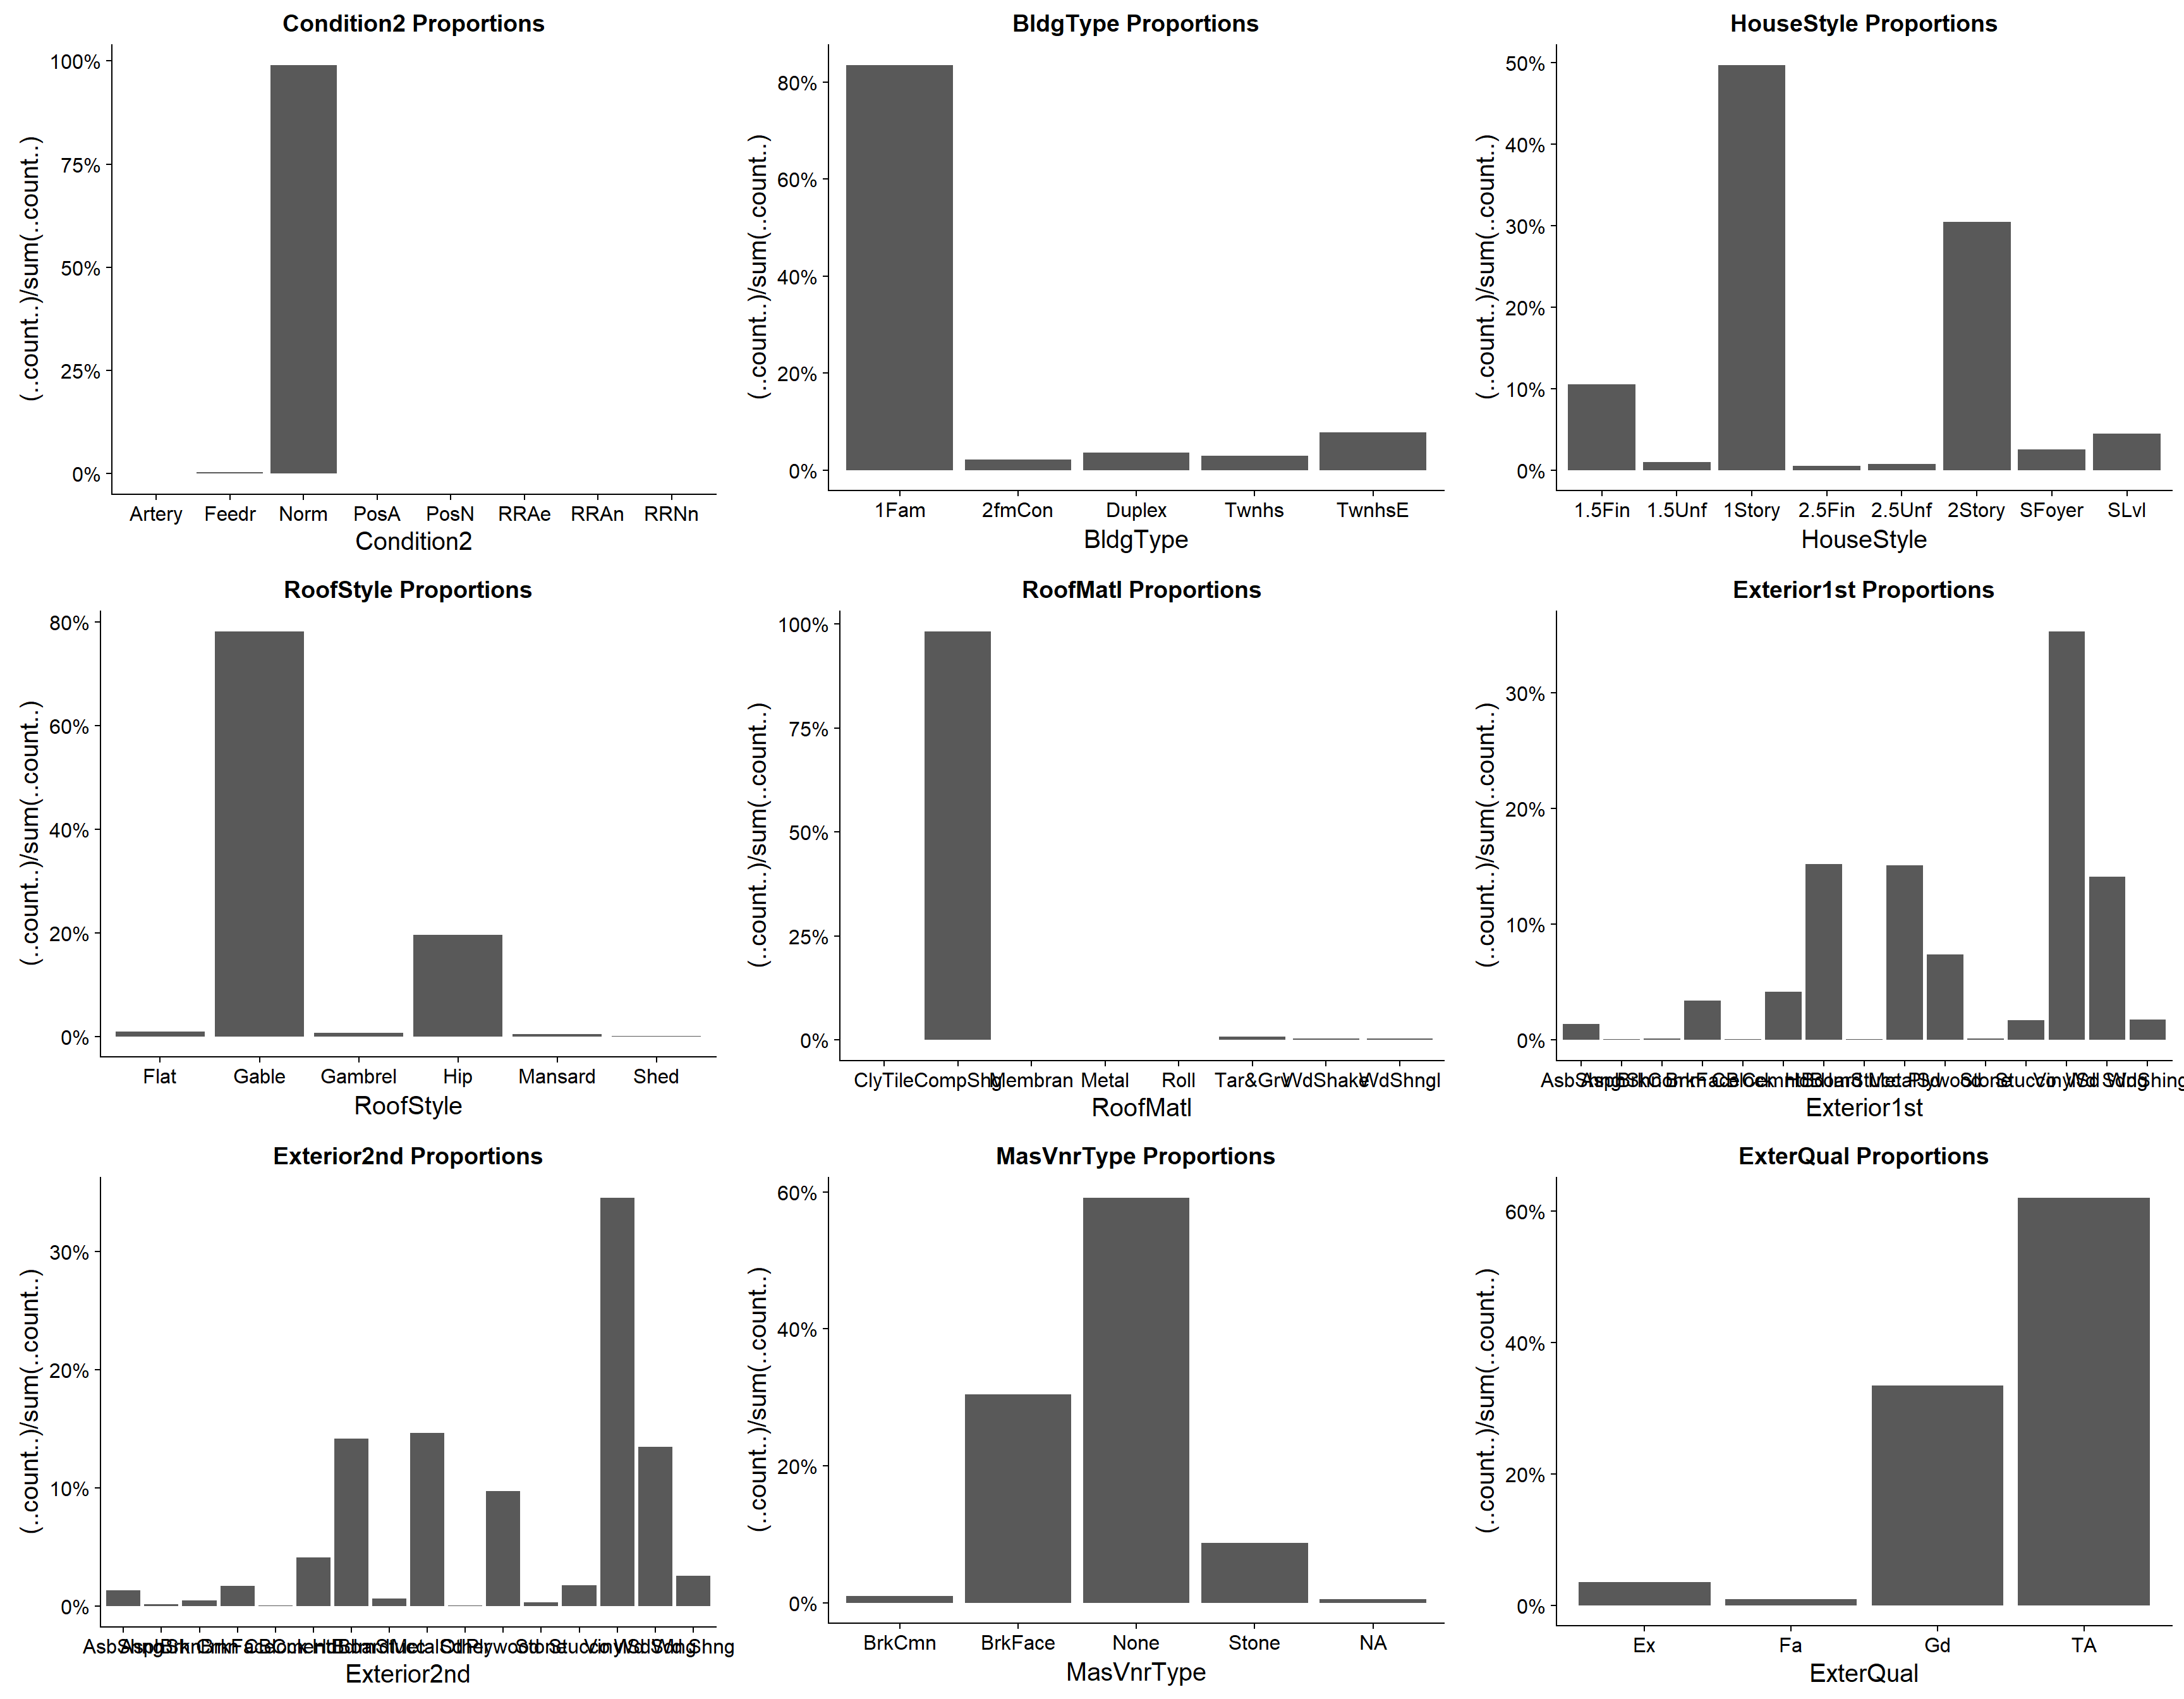 Condition2 Proportions
(..count..)/sum(..count..)
100%
75%
50%
25%
0%
Artery Feedr Norm PosA PosN RRAe RRAn RRNn
Condition2
BldgType Proportions
(..count..)/sum(..count..)
80%
60%
40%
20%
0%
1Fam 2fmCon Duplex Twnhs TwnhsE
BldgType
HouseStyle Proportions
(..count..)/sum(..count..)
50%
40%
30%
20%
10%
0%
1.5Fin 1.5Unf 1Story 2.5Fin 2.5Unf 2Story SFoyer SLvl
HouseStyle
RoofStyle Proportions
(..count..)/sum(..count..)
80%
60%
40%
20%
0%
Flat Gable Gambrel Hip Mansard Shed
RoofStyle
RoofMatl Proportions
(..count..)/sum(..count..)
100%
75%
50%
25%
0%
ClyTile CompShg Membran Metal Roll Tar&Grv WdShake WdShngl
RoofMatl
Exterior1st Proportions
(..count..)/sum(..count..)
30%
20%
10%
0%
Exterior1st
Exterior2nd Proportions
(..count..)/sum(..count..)
30%
20%
10%
0%
Exterior2nd
MasVnrType Proportions
(..count..)/sum(..count..)
60%
40%
20%
0%
BrkCmn BrkFace None Stone NA
MasVnrType
ExterQual Proportions
(..count..)/sum(..count..)
60%
40%
20%
0%
Ex Fa Gd TA
ExterQual